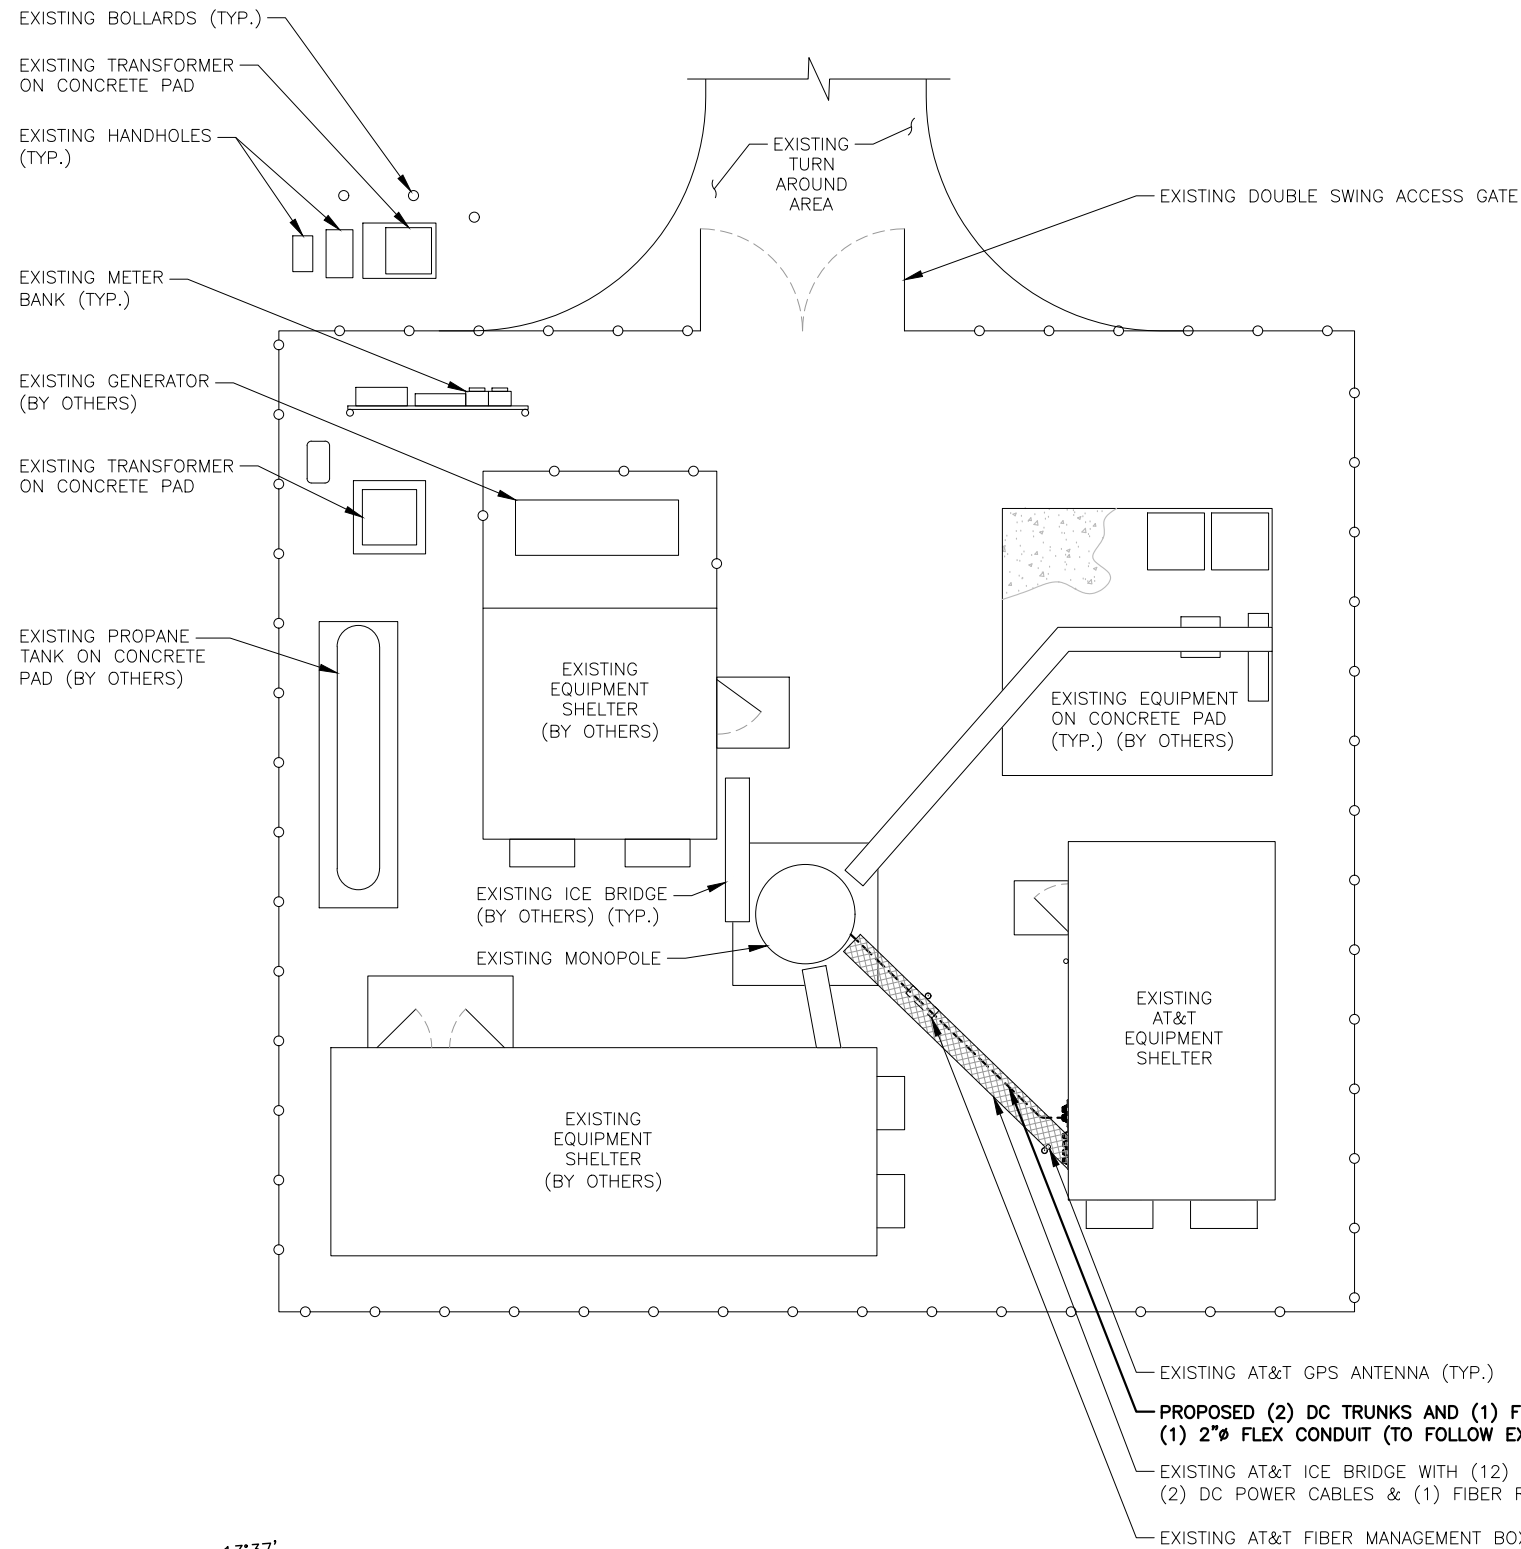 EXISTING BOLLARDS (TYP.)
EXISTING TRANSFORMER
ON CONCRETE PAD
EXISTING HANDHOLES
(TYP.)
EXISTING
TURN
AROUND
AREA
EXISTING DOUBLE SWING ACCESS GATE
EXISTING METER
BANK (TYP.)
EXISTING GENERATOR
(BY OTHERS)
EXISTING TRANSFORMER
ON CONCRETE PAD
EXISTING PROPANE
TANK ON CONCRETE
PAD (BY OTHERS)
EXISTING
EQUIPMENT
SHELTER
(BY OTHERS)
EXISTING EQUIPMENT
ON CONCRETE PAD
(TYP.) (BY OTHERS)
EXISTING ICE BRIDGE
(BY OTHERS) (TYP.)
EXISTING MONOPOLE
EXISTING
AT&T
EQUIPMENT
SHELTER
EXISTING
EQUIPMENT
SHELTER
(BY OTHERS)
EXISTING AT&T GPS ANTENNA (TYP.)
PROPOSED (2) DC TRUNKS AND (1)
(1) 2"ø FLEX CONDUIT (TO FOLLOW
EXISTING AT&T ICE BRIDGE WITH (12)
(2) DC POWER CABLES & (1) FIBER
EXISTING AT&T FIBER MANAGEMENT BOX